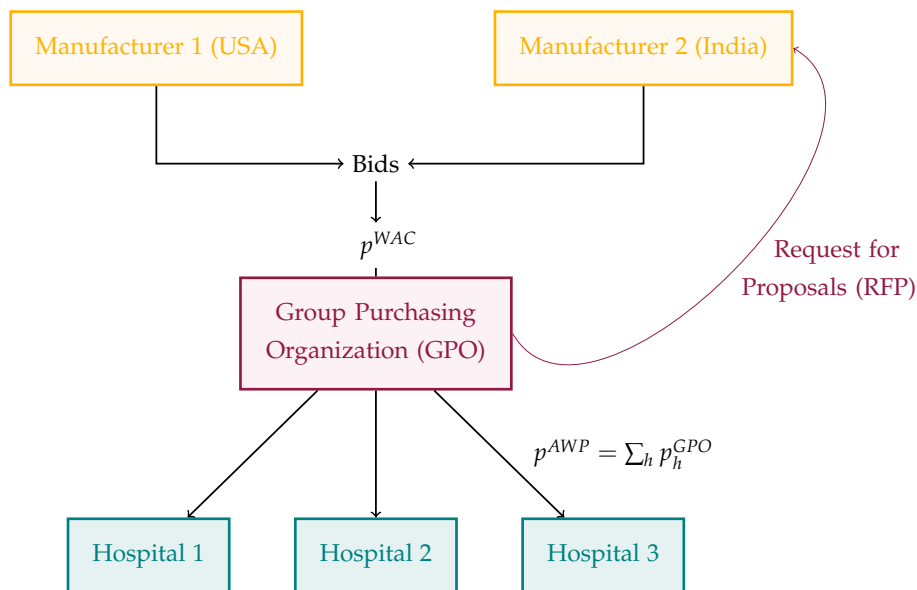 Manufacturer 1 (USA)
Manufacturer 2 (India)
Bids
p^{WAC}
Request for
Proposals (RFP)
Group Purchasing
Organization (GPO)
p^{AWP} = ∑_h p_h^{GPO}
Hospital 1
Hospital 2
Hospital 3